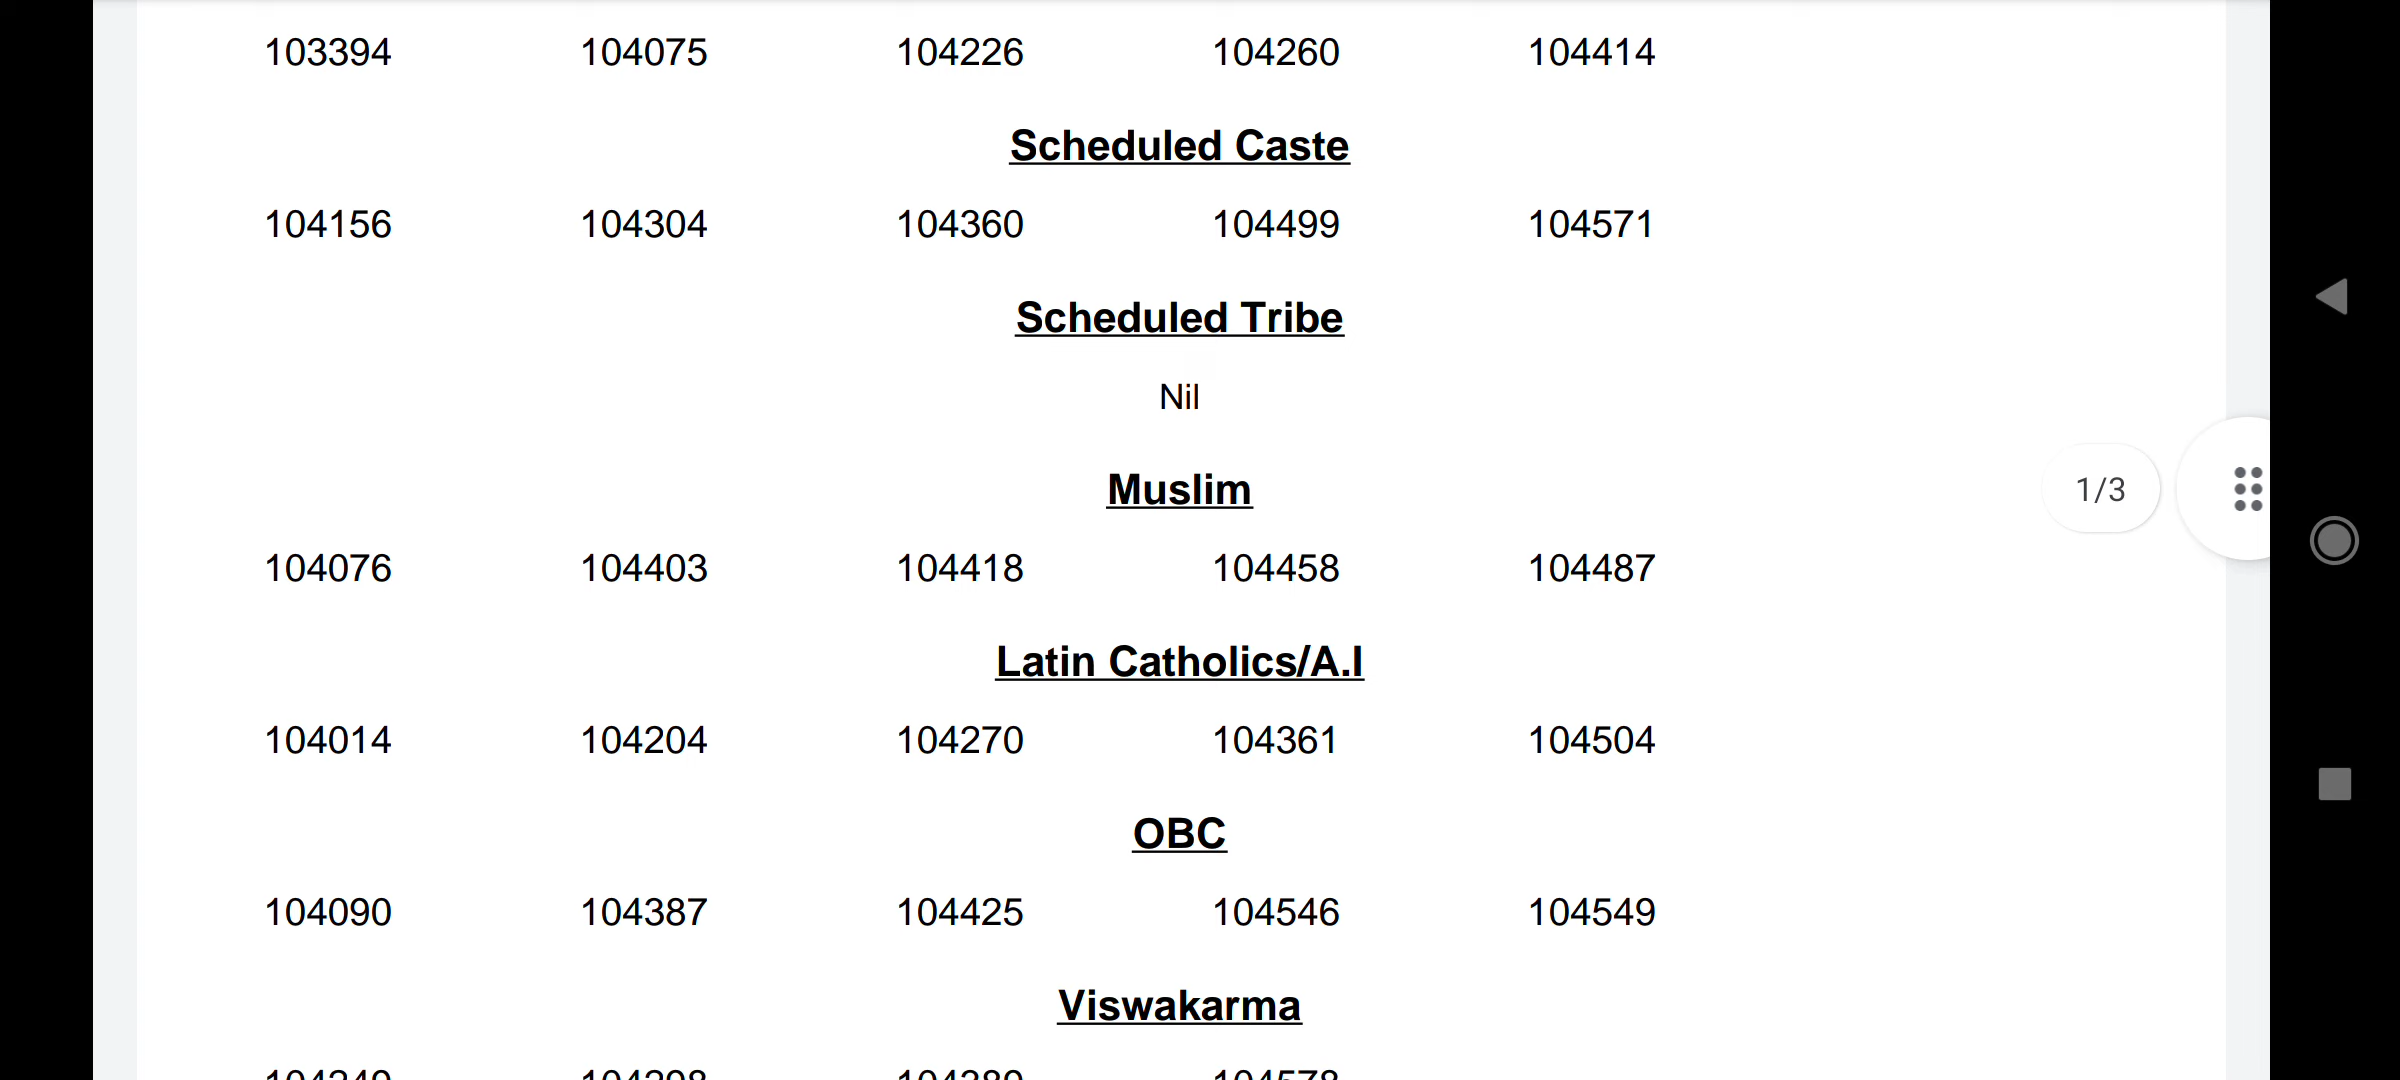 103394 104075 104226 104260 104414
Scheduled Caste
104156 104304 104360 104499 104571
Scheduled Tribe
Nil
Muslim
1/3
104076 104403 104418 104458 104487
Latin Catholics/A.I
104014 104204 104270 104361 104504
OBC
104090 104387 104425 104546 104549
Viswakarma